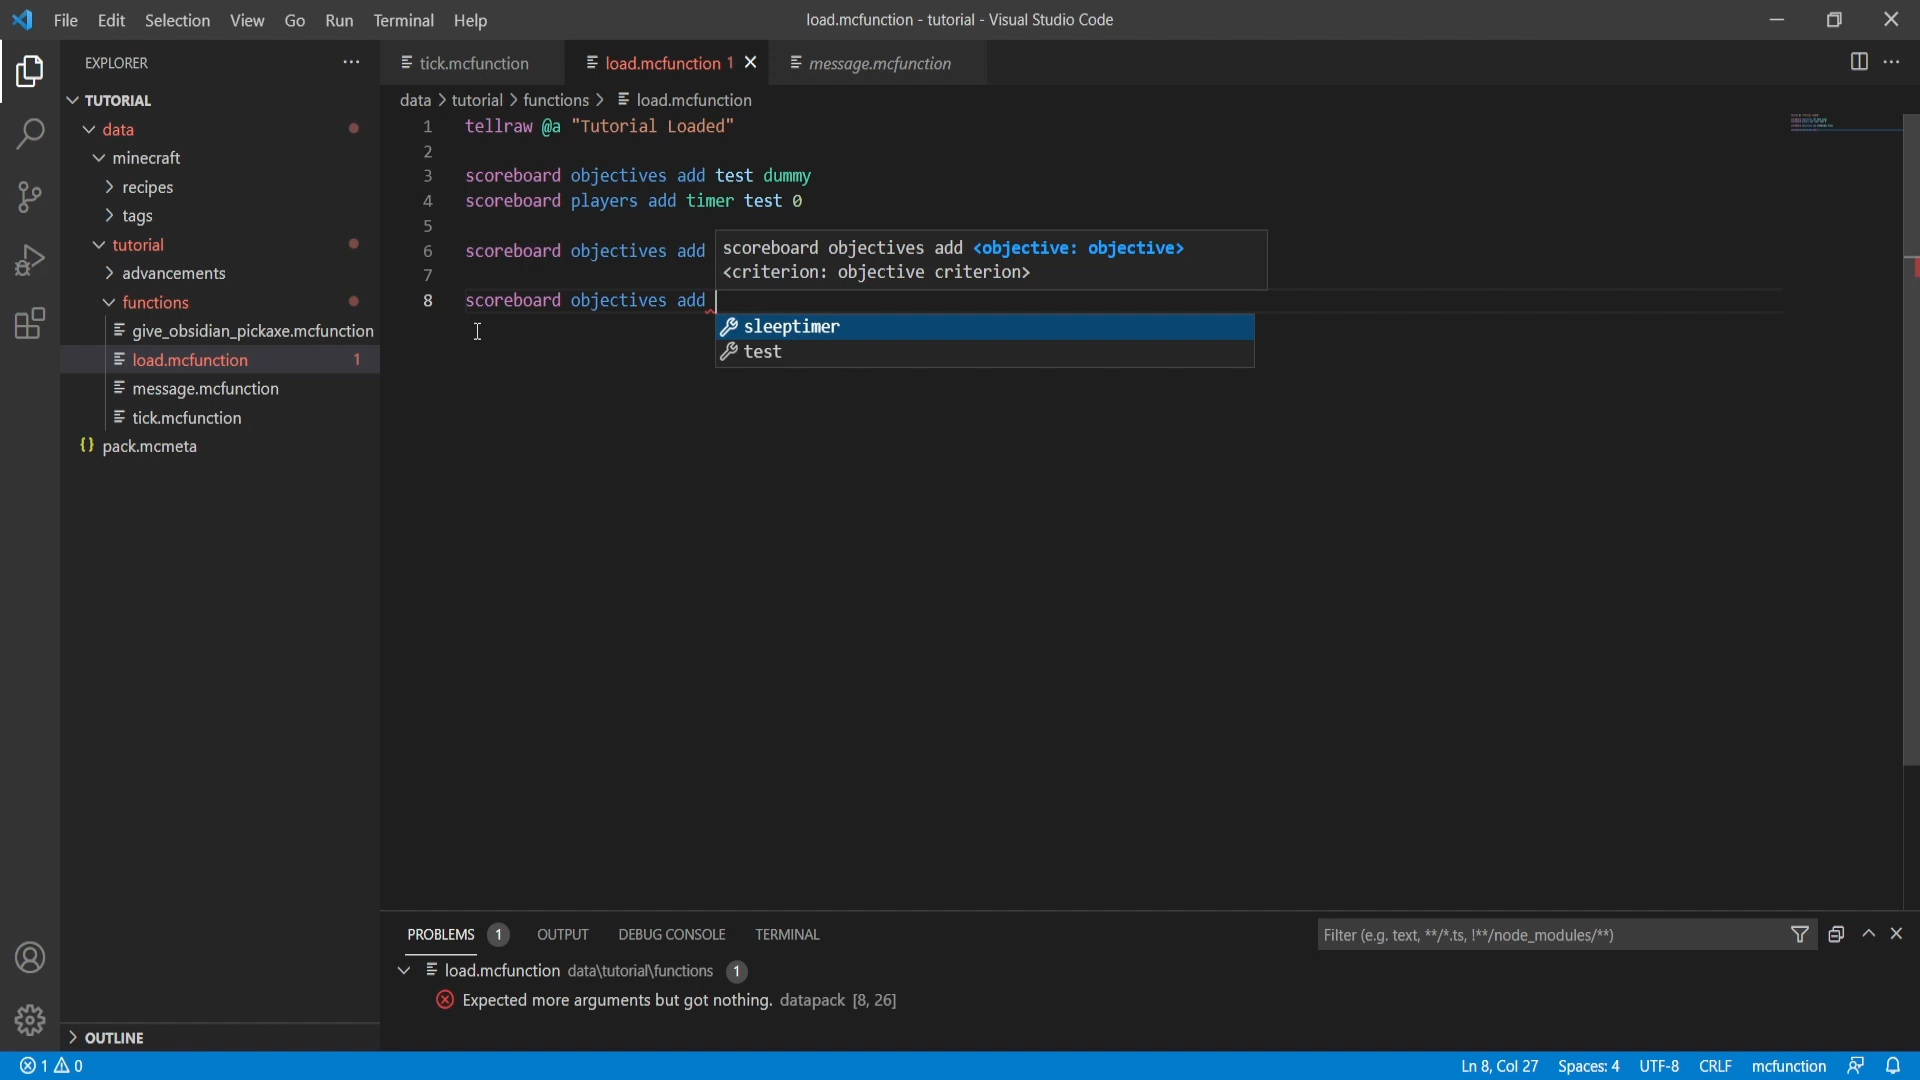 File Edit Selection View Go Run Terminal Help
load.mcfunction - tutorial - Visual Studio Code
EXPLORER
TUTORIAL
data
minecraft
recipes
tags
tutorial
advancements
functions
give_obsidian_pickaxe.mcfunction
load.mcfunction 1
message.mcfunction
tick.mcfunction
pack.mcmeta
OUTLINE
tick.mcfunction
load.mcfunction 1
message.mcfunction
data > tutorial > functions > load.mcfunction
1 tellraw @a "Tutorial Loaded"
2
3 scoreboard objectives add test dummy
4 scoreboard players add timer test 0
5
6 scoreboard objectives add
7
8 scoreboard objectives add
scoreboard objectives add <objective: objective>
<criterion: objective criterion>
sleeptimer
test
PROBLEMS 1 OUTPUT DEBUG CONSOLE TERMINAL
Filter (e.g. text, **/*.ts, !**/node_modules/**)
load.mcfunction data\tutorial\functions 1
Expected more arguments but got nothing. datapack [8, 26]
1 0
Ln 8, Col 27 Spaces: 4 UTF-8 CRLF mcfunction